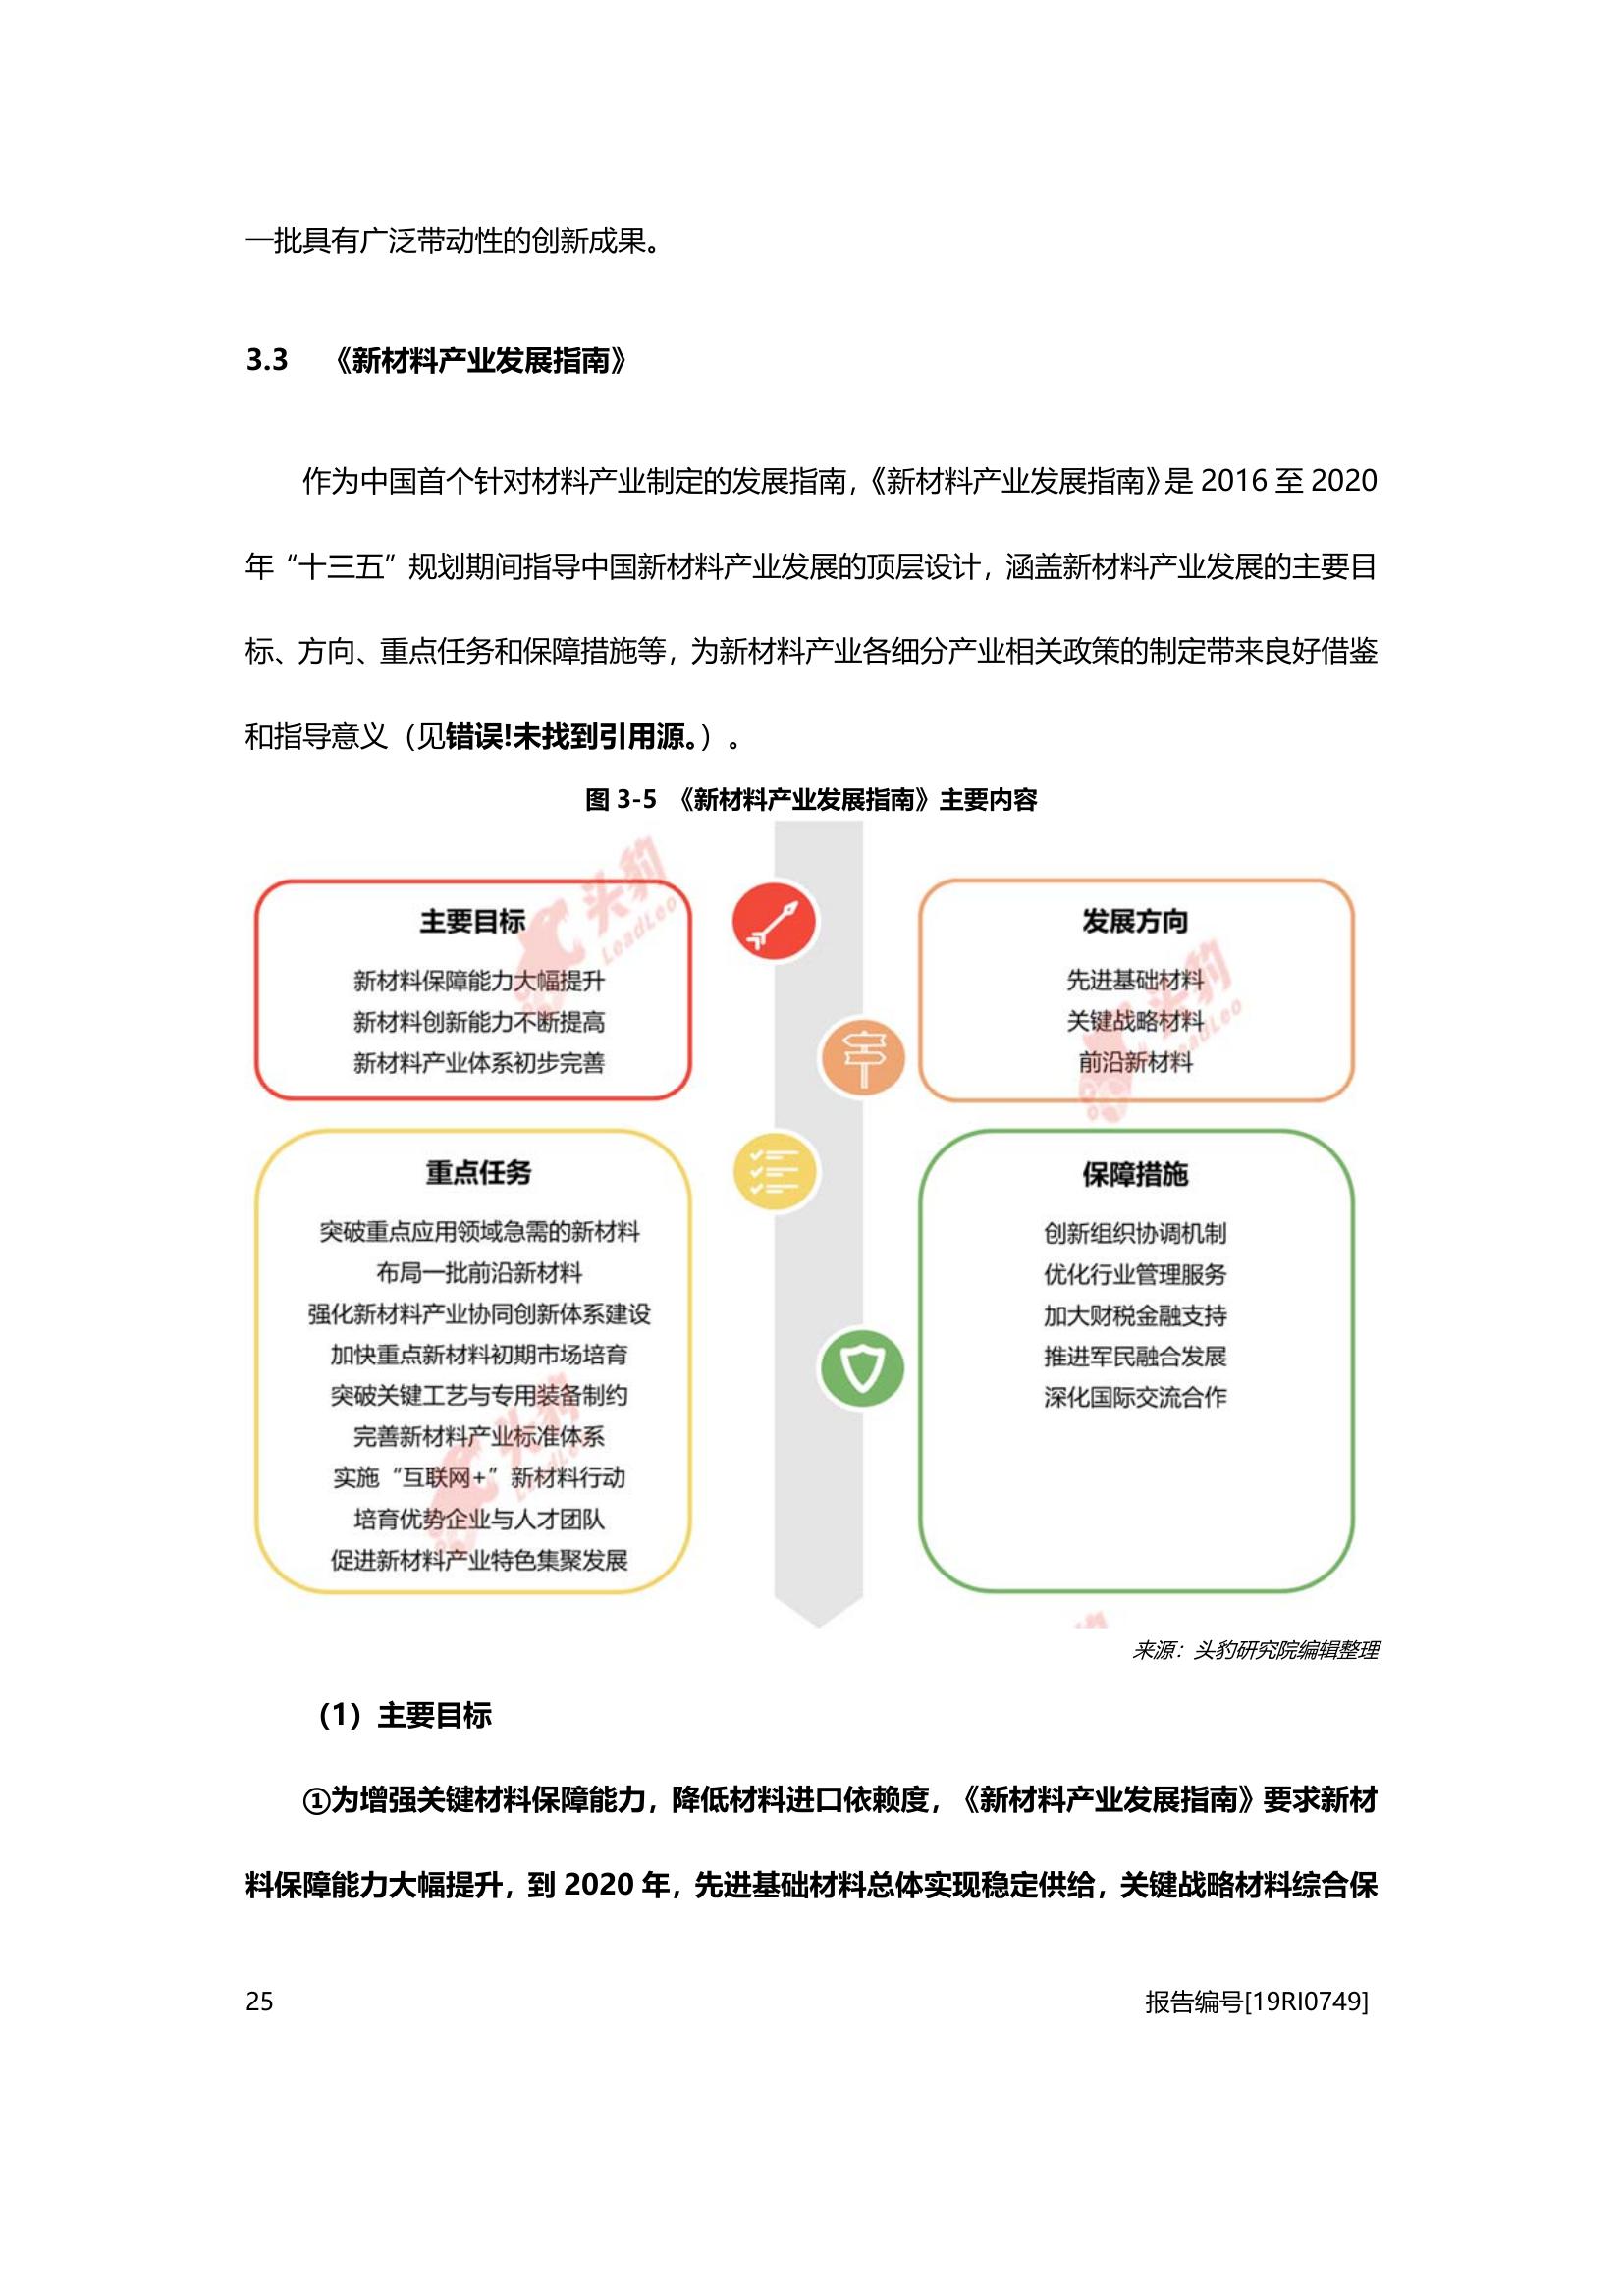 一批具有广泛带动性的创新成果。
3.3 《新材料产业发展指南》
作为中国首个针对材料产业制定的发展指南，《新材料产业发展指南》是 2016 至 2020
年“十三五”规划期间指导中国新材料产业发展的顶层设计，涵盖新材料产业发展的主要目
标、方向、重点任务和保障措施等，为新材料产业各细分产业相关政策的制定带来良好借鉴
和指导意义（见错误!未找到引用源。）。
图 3-5 《新材料产业发展指南》主要内容
主要目标
新材料保障能力大幅提升
新材料创新能力不断提高
新材料产业体系初步完善
发展方向
先进基础材料
关键战略材料
前沿新材料
重点任务
突破重点应用领域急需的新材料
布局一批前沿新材料
强化新材料产业协同创新体系建设
加快重点新材料初期市场培育
突破关键工艺与专用装备制约
完善新材料产业标准体系
实施“互联网+”新材料行动
培育优势企业与人才团队
促进新材料产业特色集聚发展
保障措施
创新组织协调机制
优化行业管理服务
加大财税金融支持
推进军民融合发展
深化国际交流合作
头豹
LeadLeo
头豹
LeadLeo
头豹
LeadLeo
来源：头豹研究院编辑整理
（1）主要目标
①为增强关键材料保障能力，降低材料进口依赖度，《新材料产业发展指南》要求新材
料保障能力大幅提升，到 2020 年，先进基础材料总体实现稳定供给，关键战略材料综合保
25
报告编号[19RI0749]